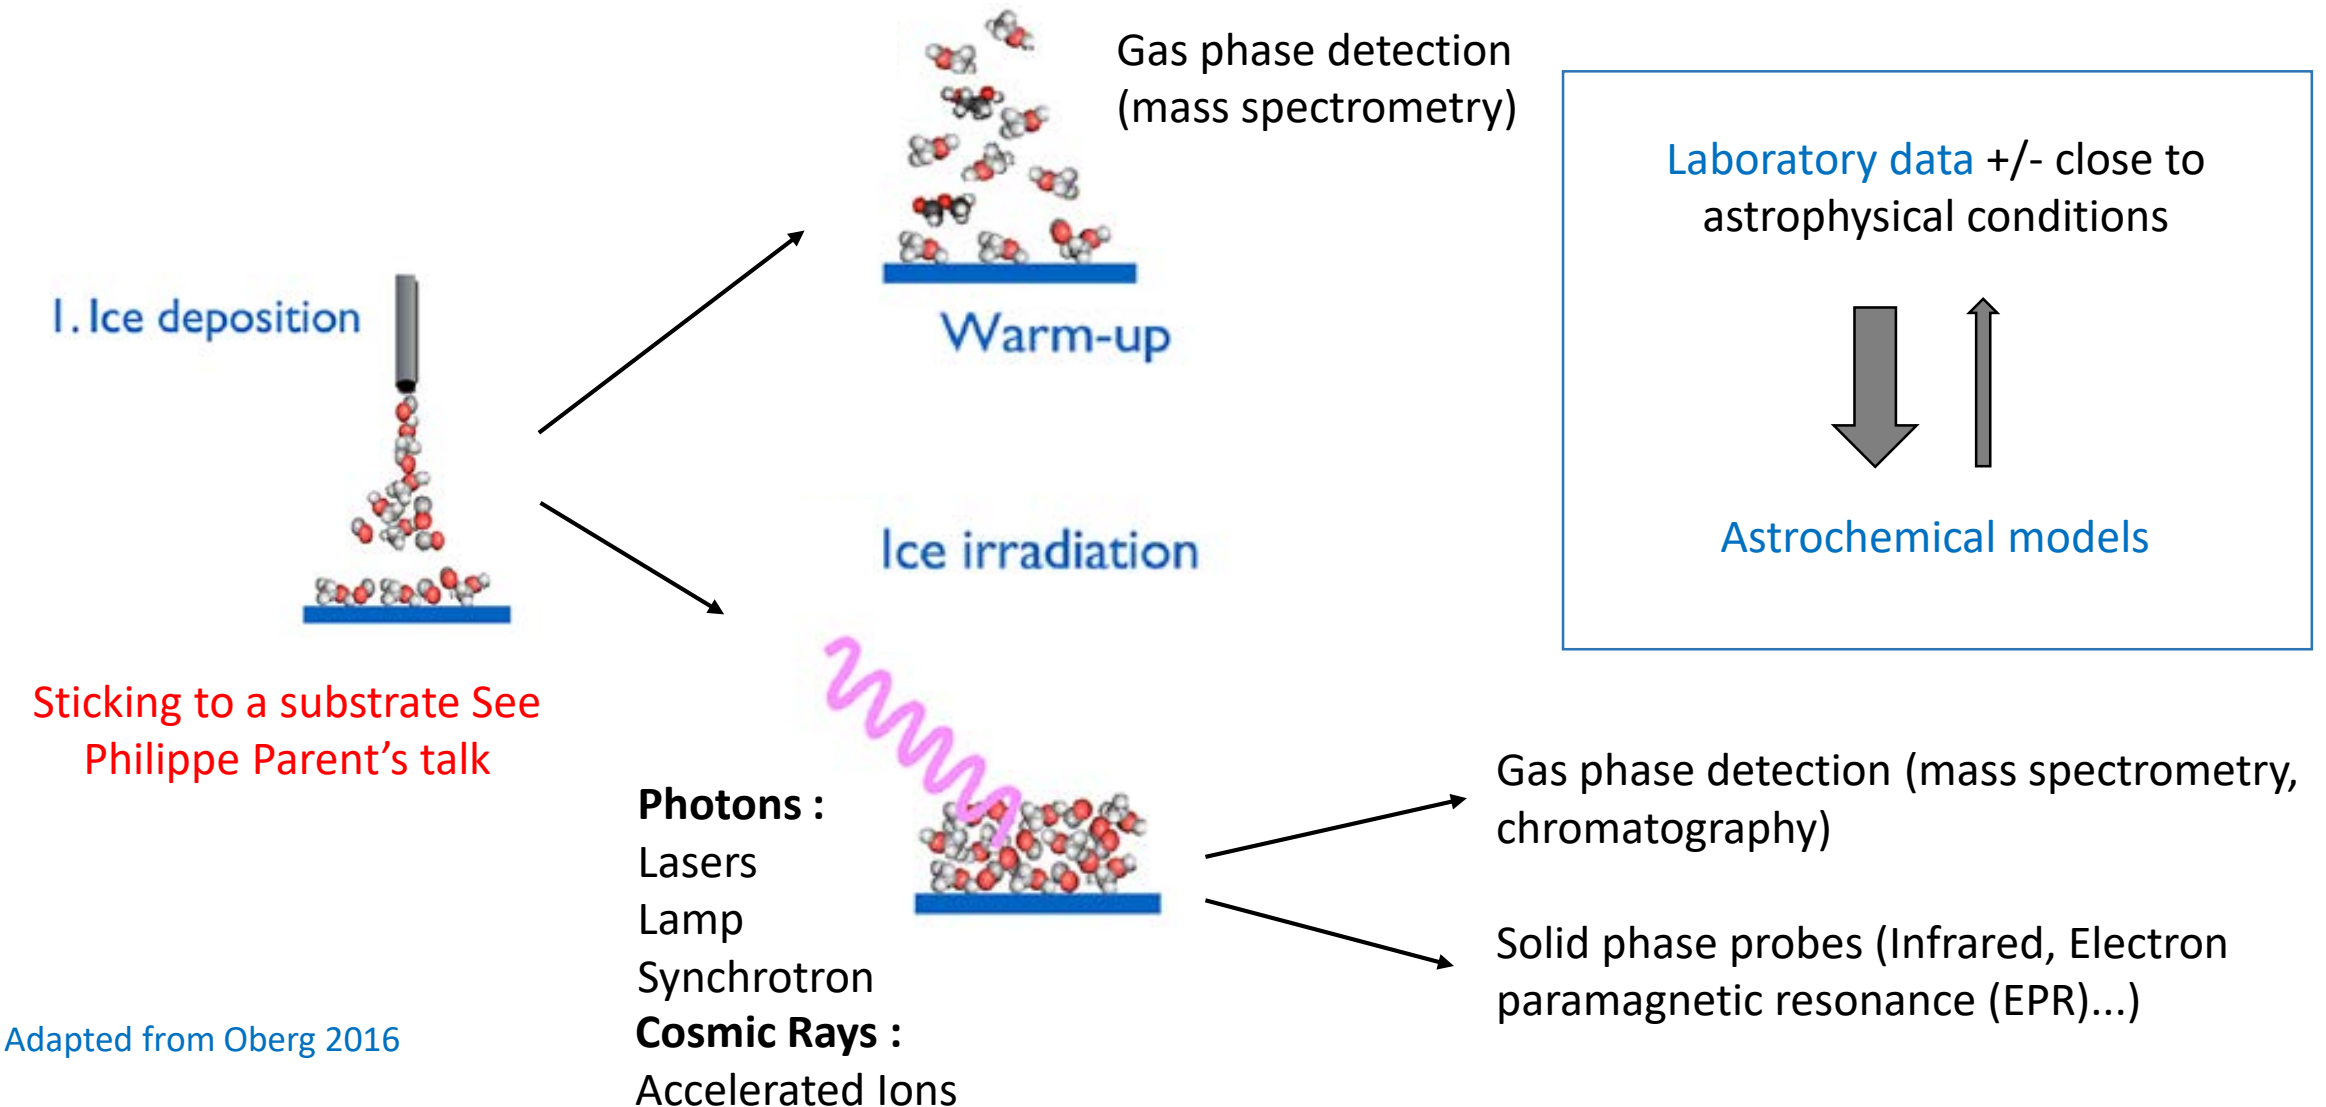 Gas phase detection
(mass spectrometry)
Laboratory data +/- close to
astrophysical conditions
1. Ice deposition
Warm-up
Ice irradiation
Astrochemical models
Sticking to a substrate See
Philippe Parent's talk
Photons :
Lasers
Lamp
Synchrotron
Cosmic Rays :
Accelerated Ions
Gas phase detection (mass spectrometry,
chromatography)
Solid phase probes (Infrared, Electron
paramagnetic resonance (EPR)...)
Adapted from Oberg 2016